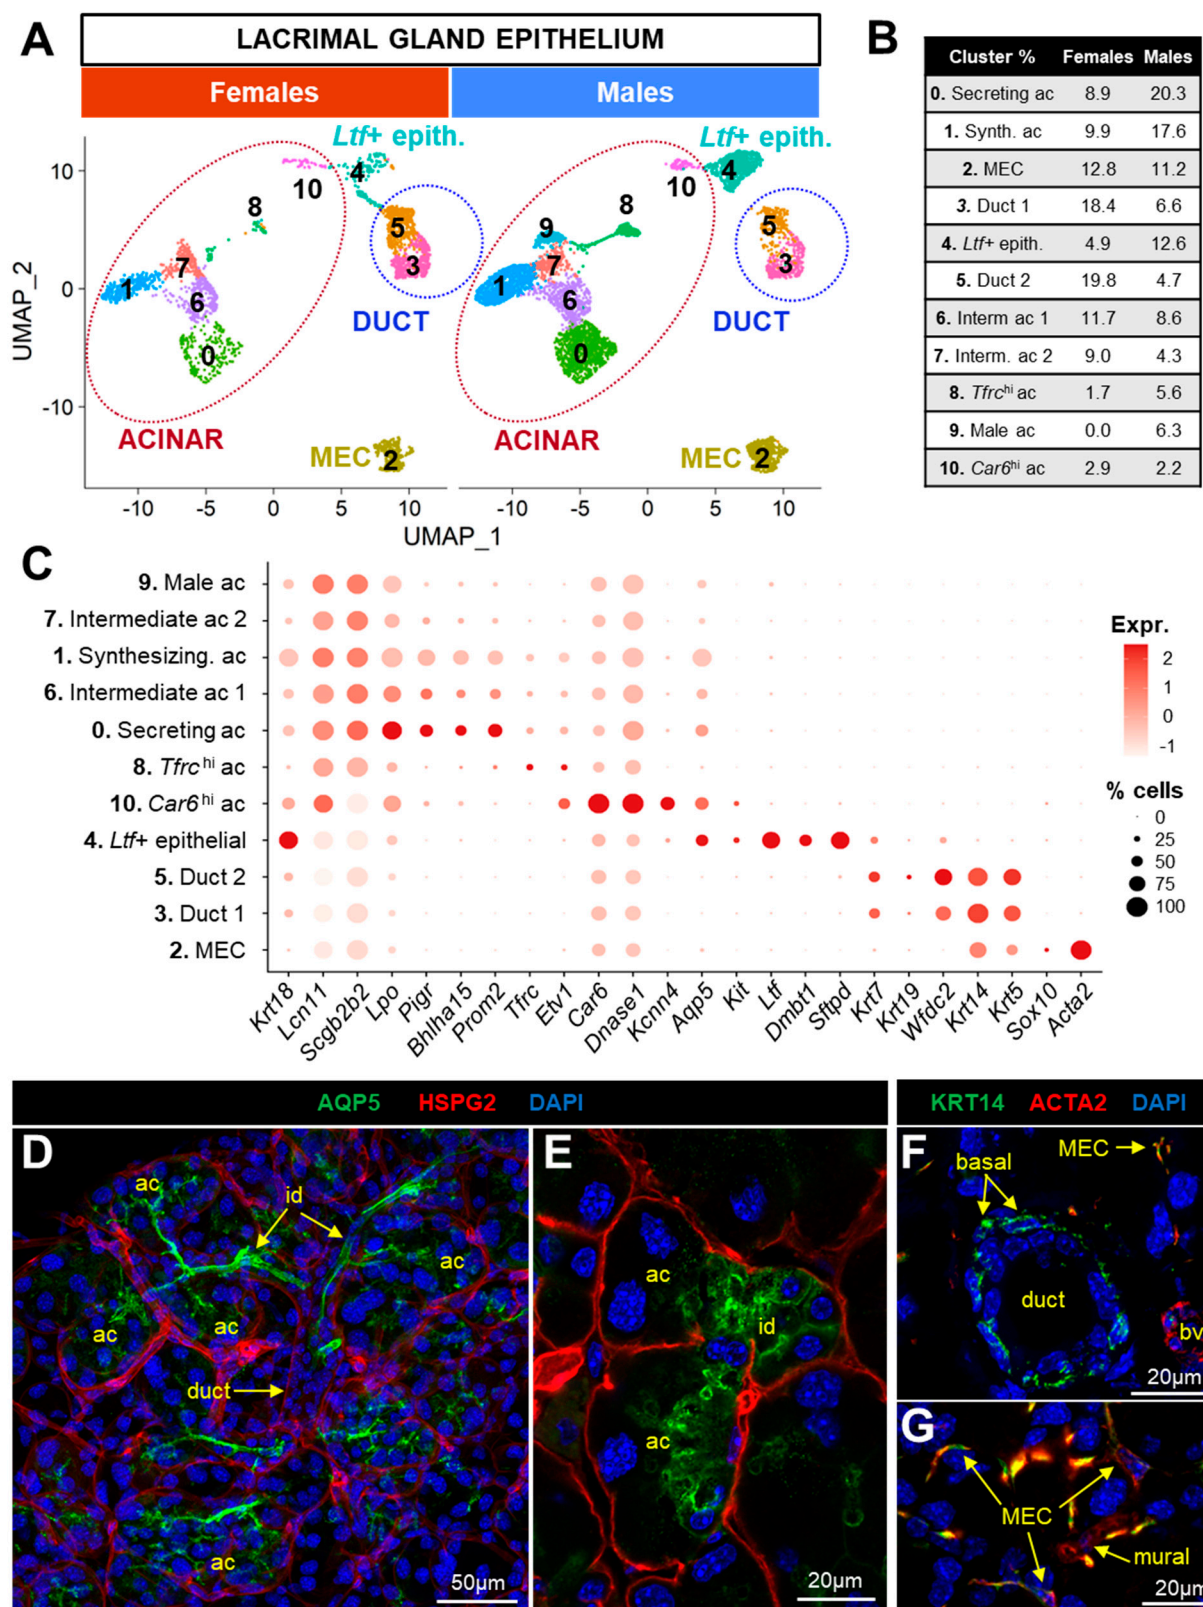 A
LACRIMAL GLAND EPITHELIUM
Females
Males
UMAP_2
10
0
-10
Ltf+ epith.
4
10
8
5
3
7
1
6
0
DUCT
ACINAR
MEC
2
Ltf+ epith.
4
10
8
9
5
3
7
1
6
0
DUCT
ACINAR
MEC
2
-10 -5 0 5 10
-10 -5 0 5 10
UMAP_1
B
Cluster % Females Males
0. Secreting ac 8.9 20.3
1. Synth. ac 9.9 17.6
2. MEC 12.8 11.2
3. Duct 1 18.4 6.6
4. Ltf+ epith. 4.9 12.6
5. Duct 2 19.8 4.7
6. Interm ac 1 11.7 8.6
7. Interm. ac 2 9.0 4.3
8. Tfrchi ac 1.7 5.6
9. Male ac 0.0 6.3
10. Car6hi ac 2.9 2.2
C
9. Male ac
7. Intermediate ac 2
1. Synthesizing. ac
6. Intermediate ac 1
0. Secreting ac
8. Tfrc hi ac
10. Car6 hi ac
4. Ltf+ epithelial
5. Duct 2
3. Duct 1
2. MEC
Krt18 Lcn11 Scgb2b2 Lpo Pigr Bhlha15 Prom2 Tfrc Etv1 Car6 Dnase1 Kcnn4 Aqp5 Kit Ltf Dmbt1 Sftpd Krt7 Krt19 Wfdc2 Krt14 Krt5 Sox10 Acta2
Expr.
2
1
0
-1
% cells
0
25
50
75
100
AQP5 HSPG2 DAPI
D
ac
id
ac
ac
ac
duct
ac
50µm
E
ac
id
ac
20µm
KRT14 ACTA2 DAPI
F
MEC
basal
duct
bv
20µm
G
MEC
mural
20µm